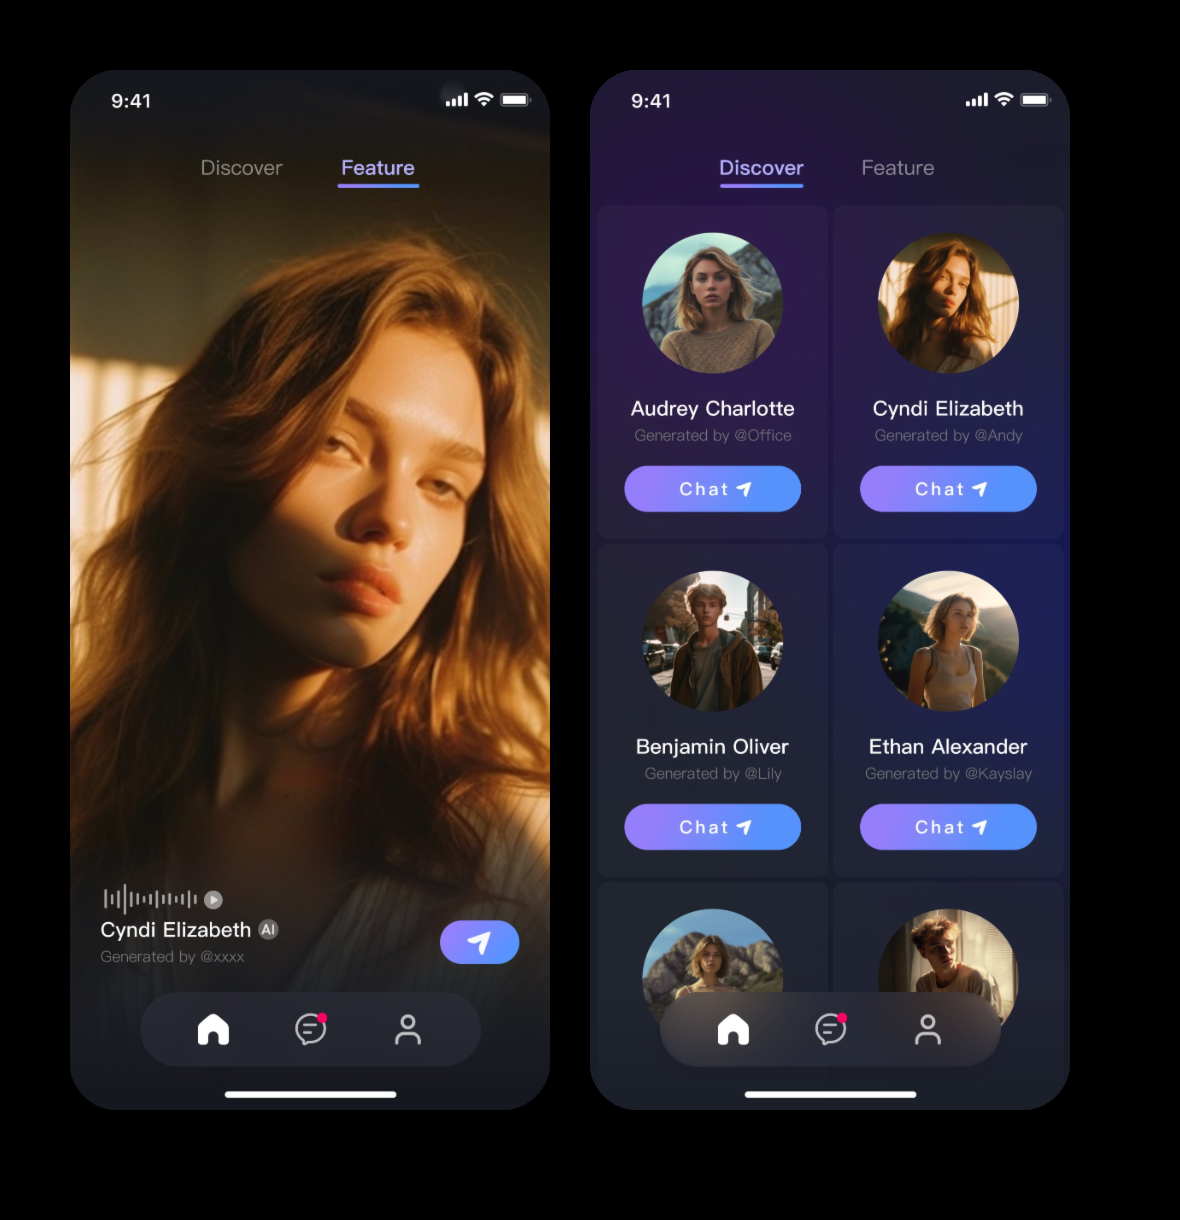 9:41
Discover Feature
Cyndi Elizabeth AI
Generated by @xxxx
9:41
Discover Feature
Audrey Charlotte
Generated by @Office
Chat
Cyndi Elizabeth
Generated by @Andy
Chat
Benjamin Oliver
Generated by @Lily
Chat
Ethan Alexander
Generated by @Kayslay
Chat